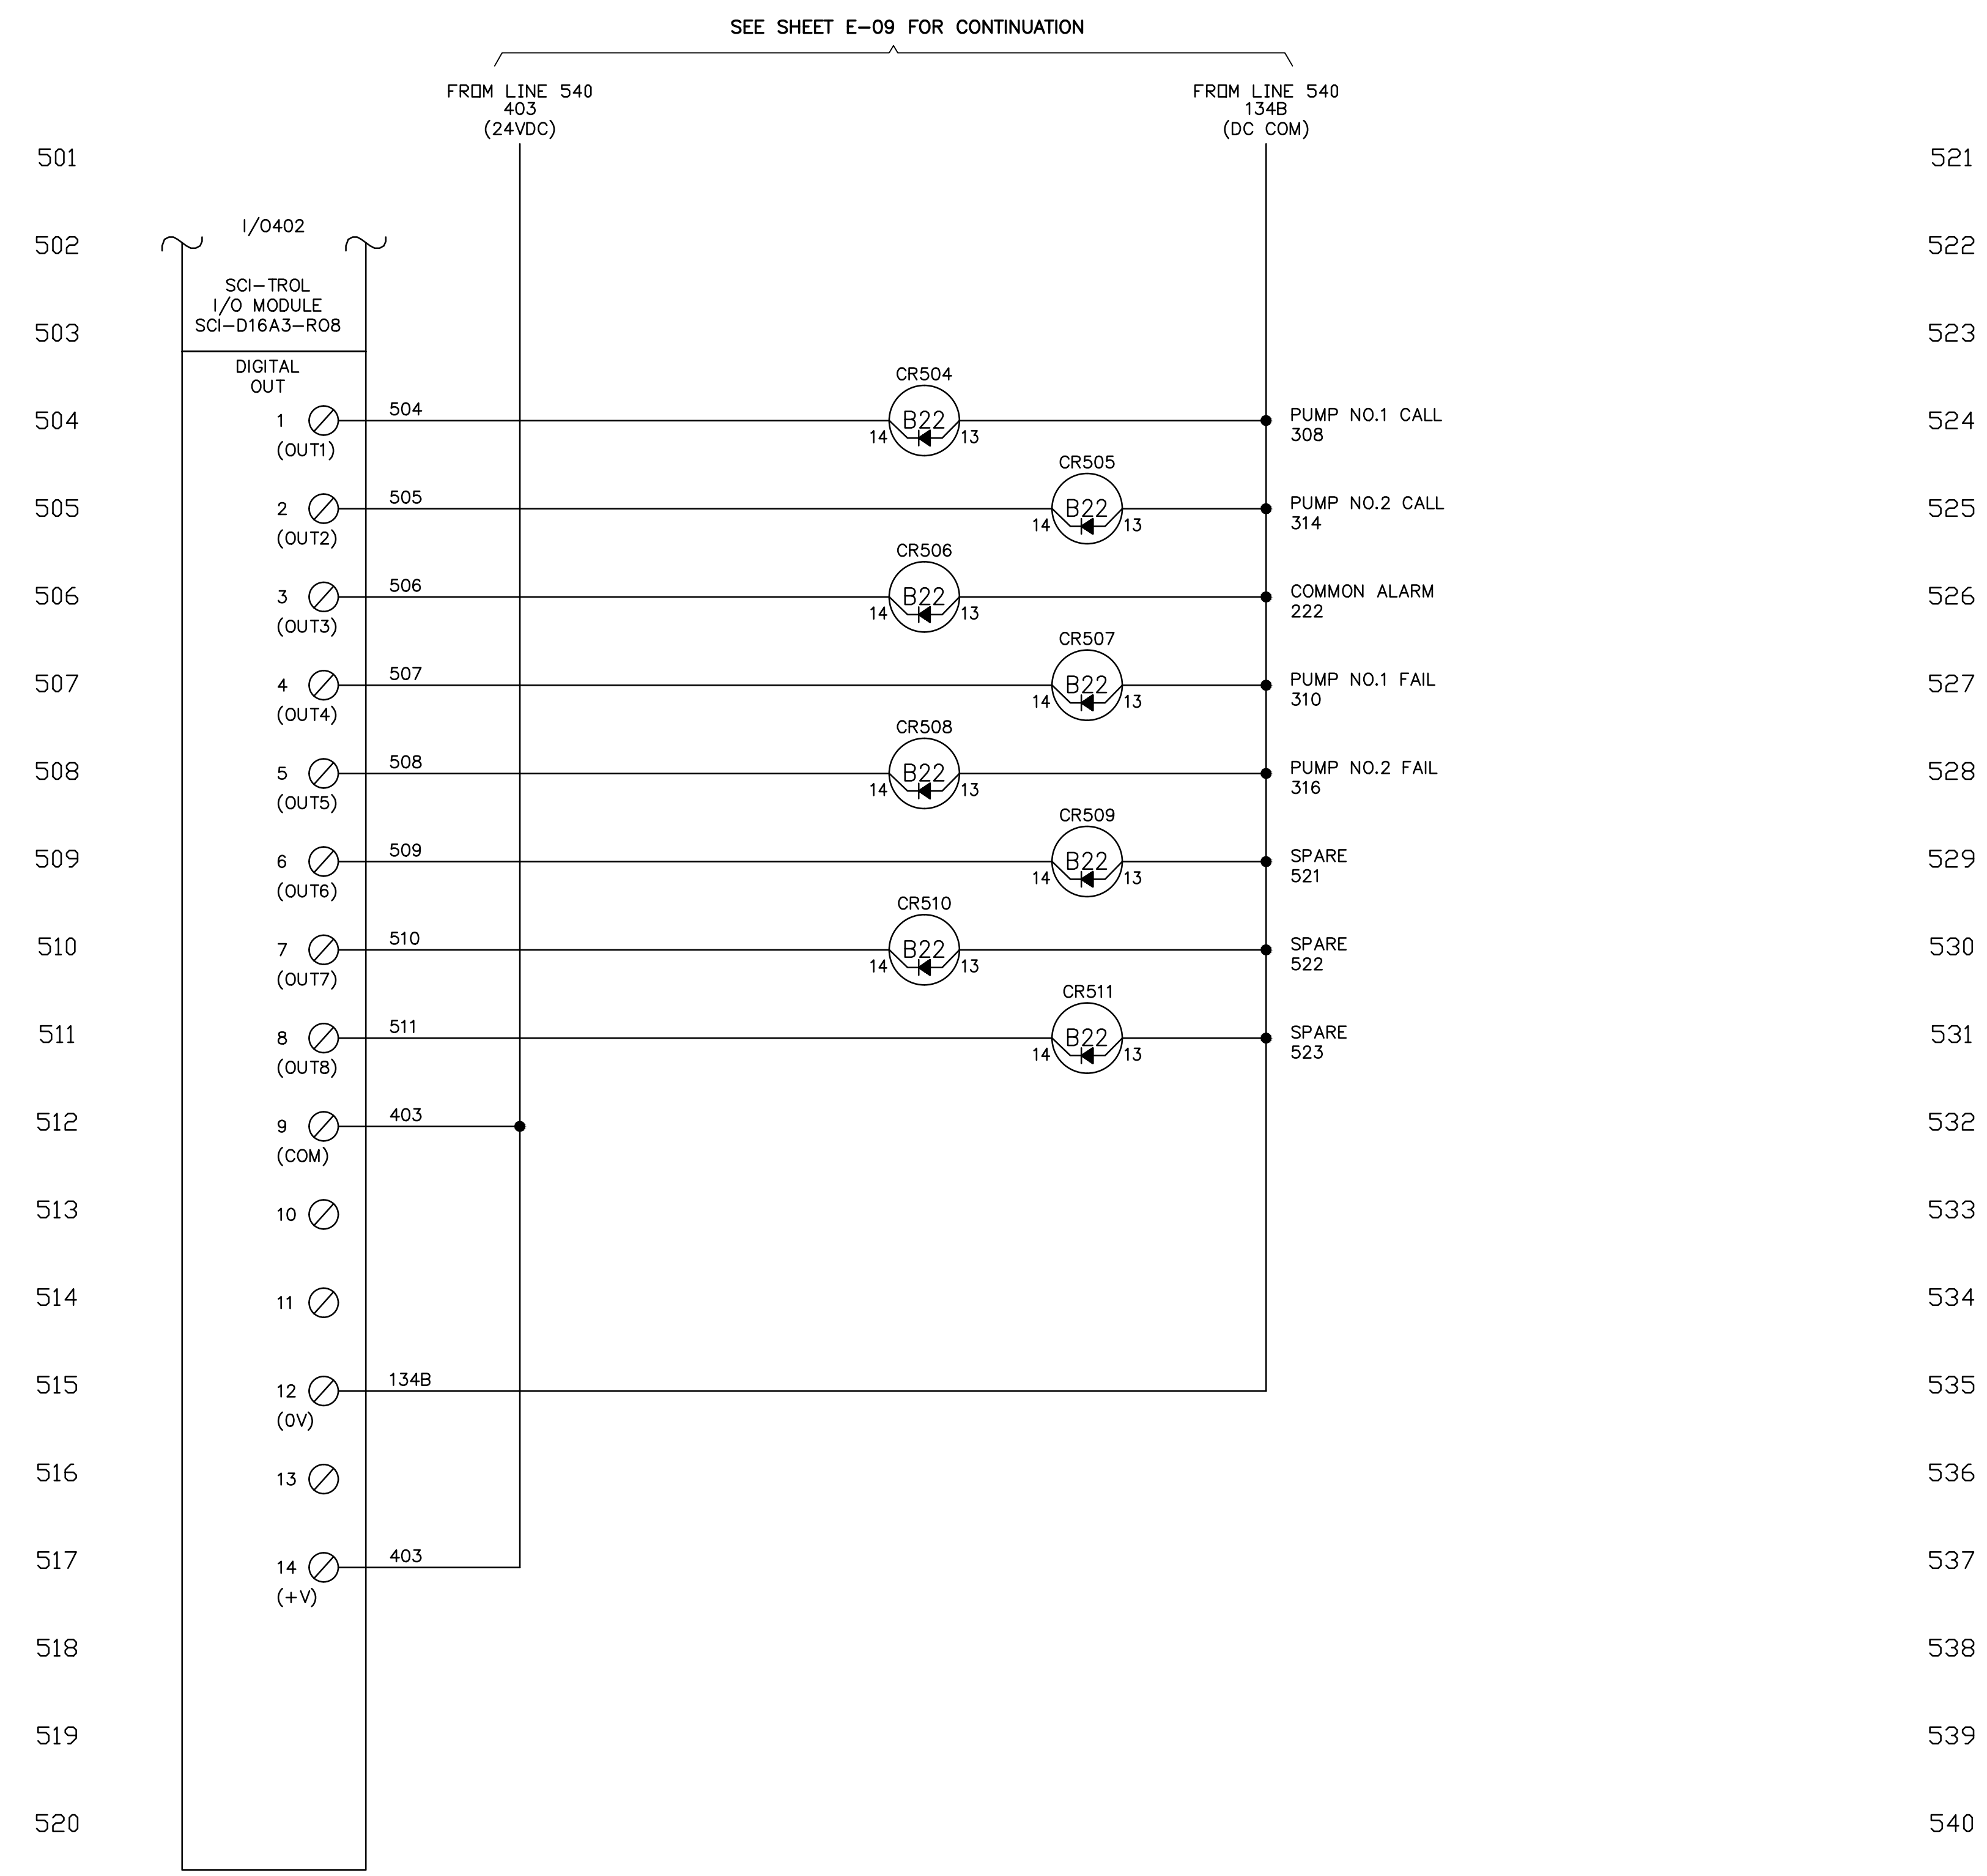 SEE SHEET E-09 FOR CONTINUATION
FROM LINE 540
403
(24VDC)
FROM LINE 540
134B
(DC COM)
501
521
502
I/O402
522
SCI-TROL
I/O MODULE
SCI-D16A3-RO8
503
523
DIGITAL
OUT
504
1
(OUT1)
504
CR504
B22
14
13
PUMP NO.1 CALL
308
524
505
2
(OUT2)
505
CR505
B22
14
13
PUMP NO.2 CALL
314
525
506
3
(OUT3)
506
CR506
B22
14
13
COMMON ALARM
222
526
507
4
(OUT4)
507
CR507
B22
14
13
PUMP NO.1 FAIL
310
527
508
5
(OUT5)
508
CR508
B22
14
13
PUMP NO.2 FAIL
316
528
509
6
(OUT6)
509
CR509
B22
14
13
SPARE
521
529
510
7
(OUT7)
510
CR510
B22
14
13
SPARE
522
530
511
8
(OUT8)
511
CR511
B22
14
13
SPARE
523
531
512
9
(COM)
403
532
513
10
533
514
11
534
515
12
(0V)
134B
535
516
13
536
517
14
(+V)
403
537
518
538
519
539
520
540